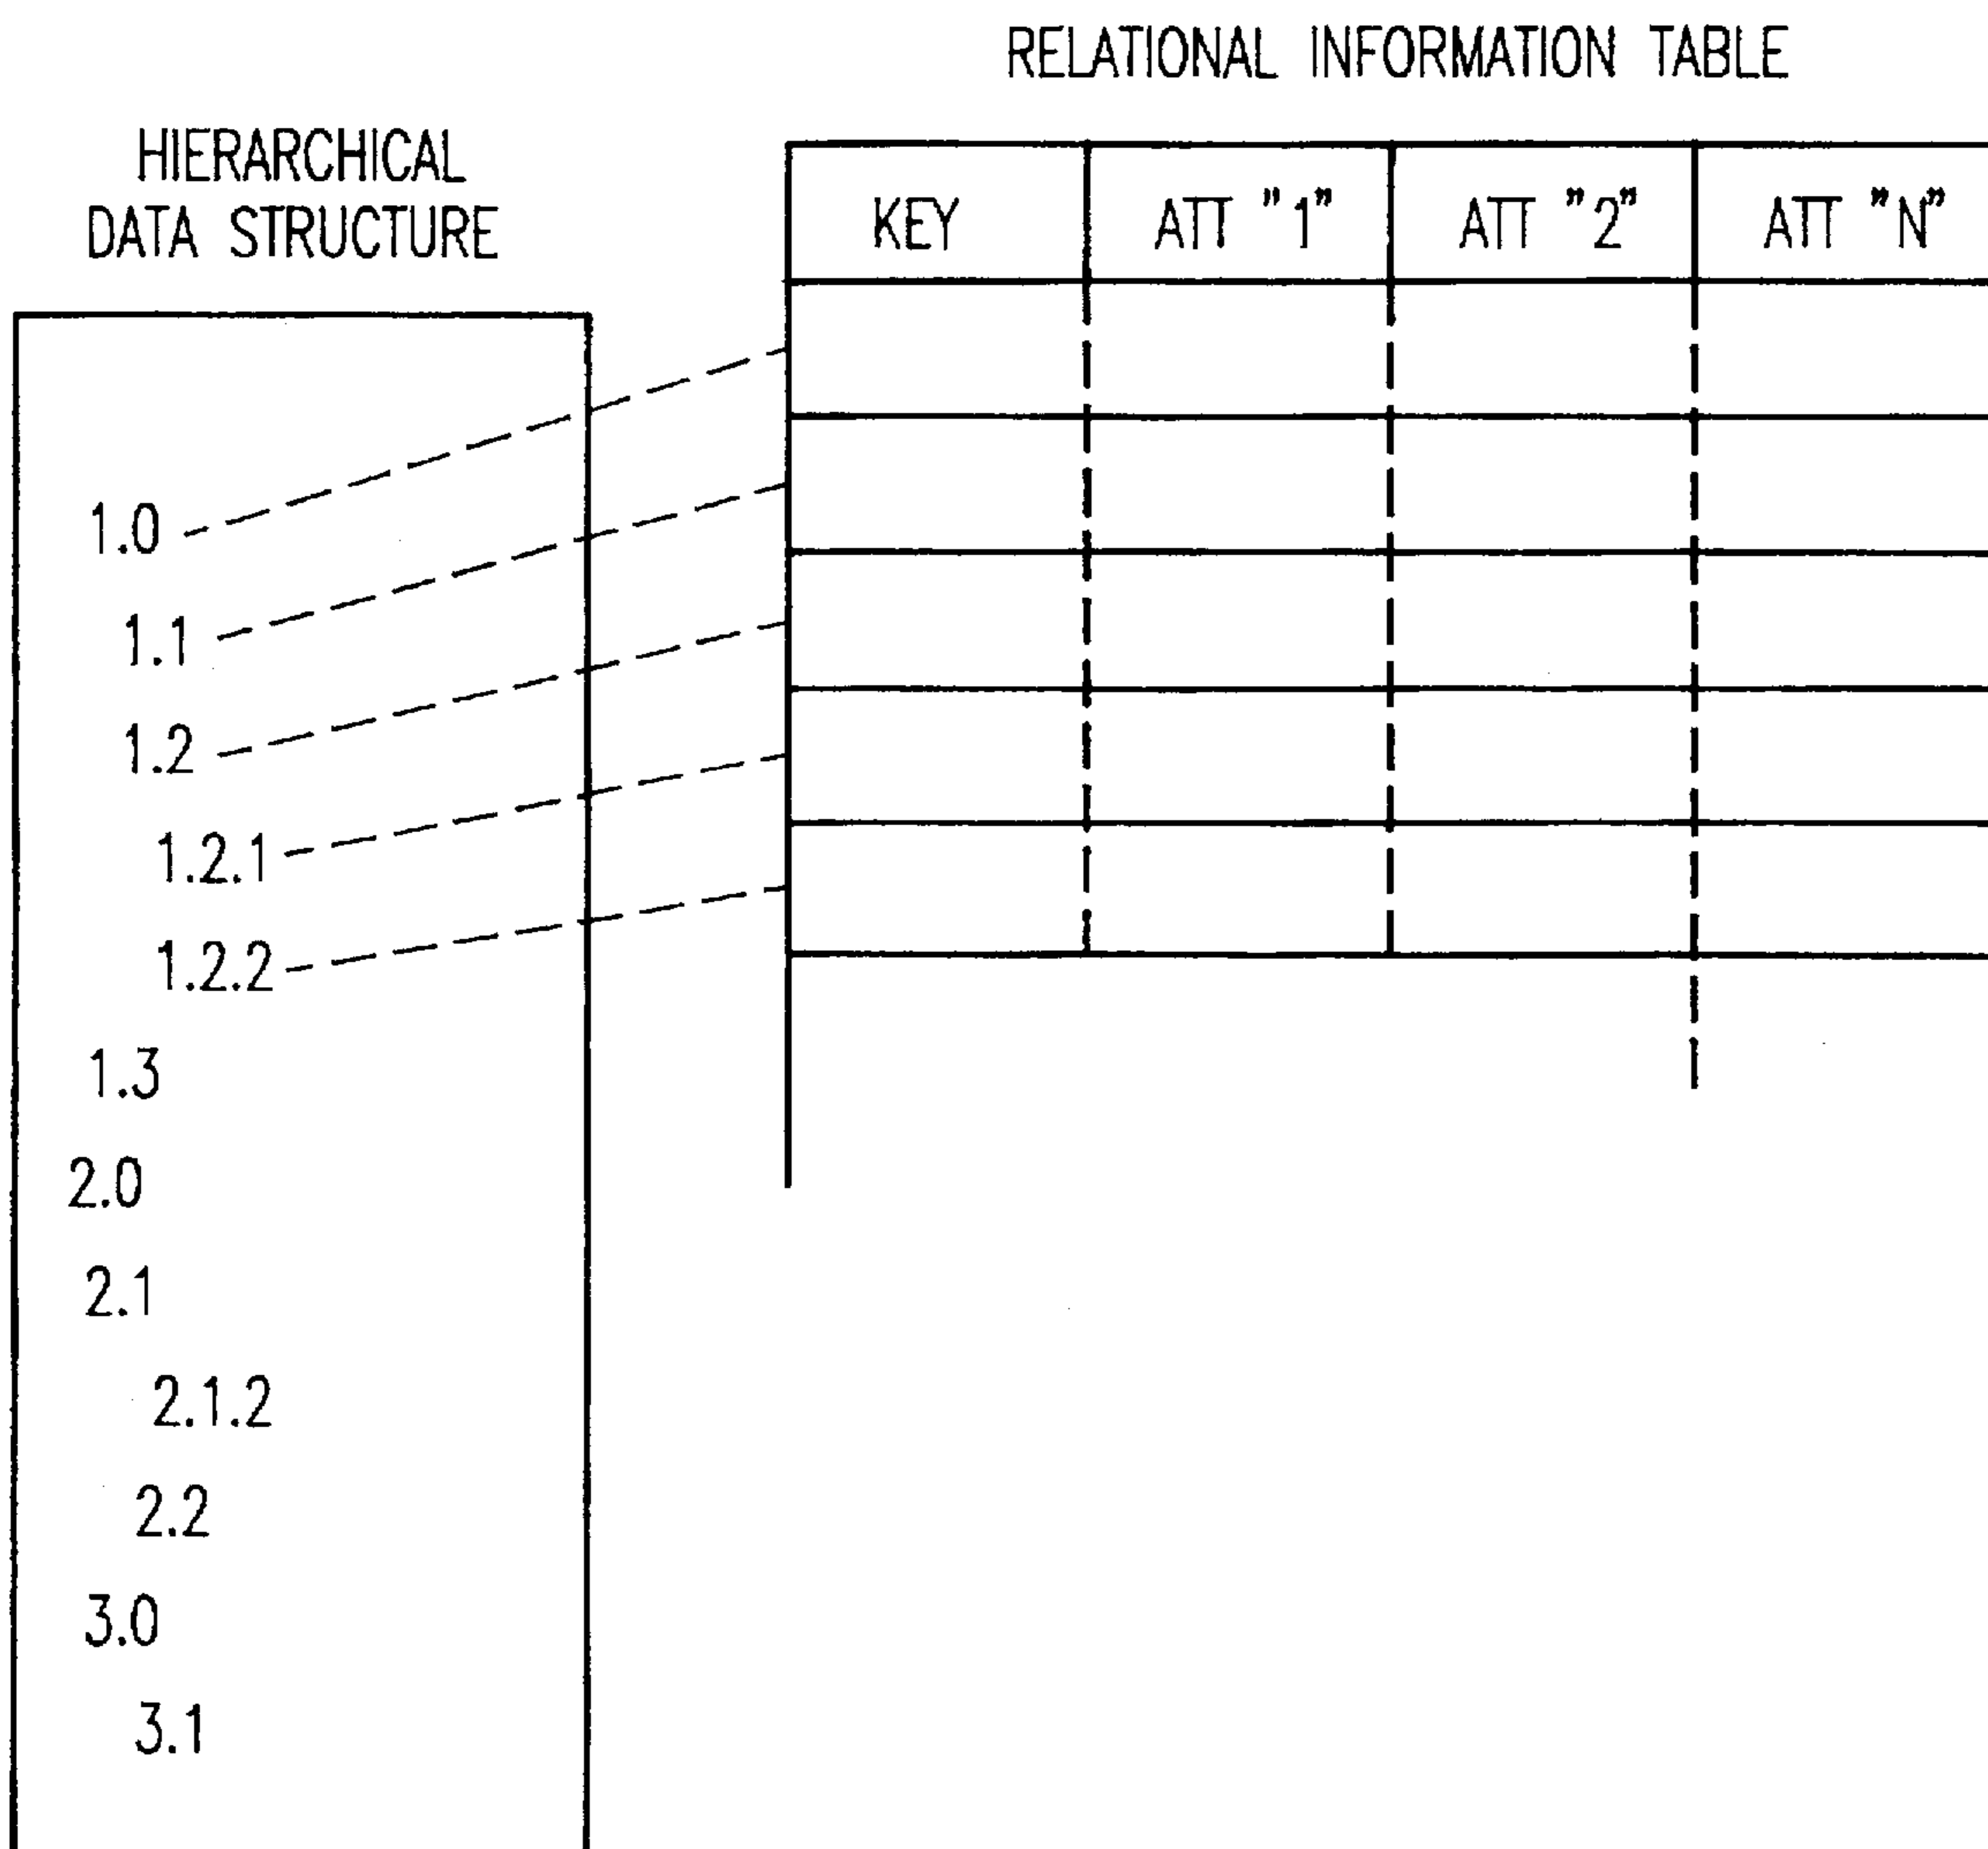 RELATIONAL INFORMATION TABLE
HIERARCHICAL
DATA STRUCTURE
KEY
ATT "1"
ATT "2"
ATT "N"
1.0
1.1
1.2
1.2.1
1.2.2
1.3
2.0
2.1
2.1.2
2.2
3.0
3.1